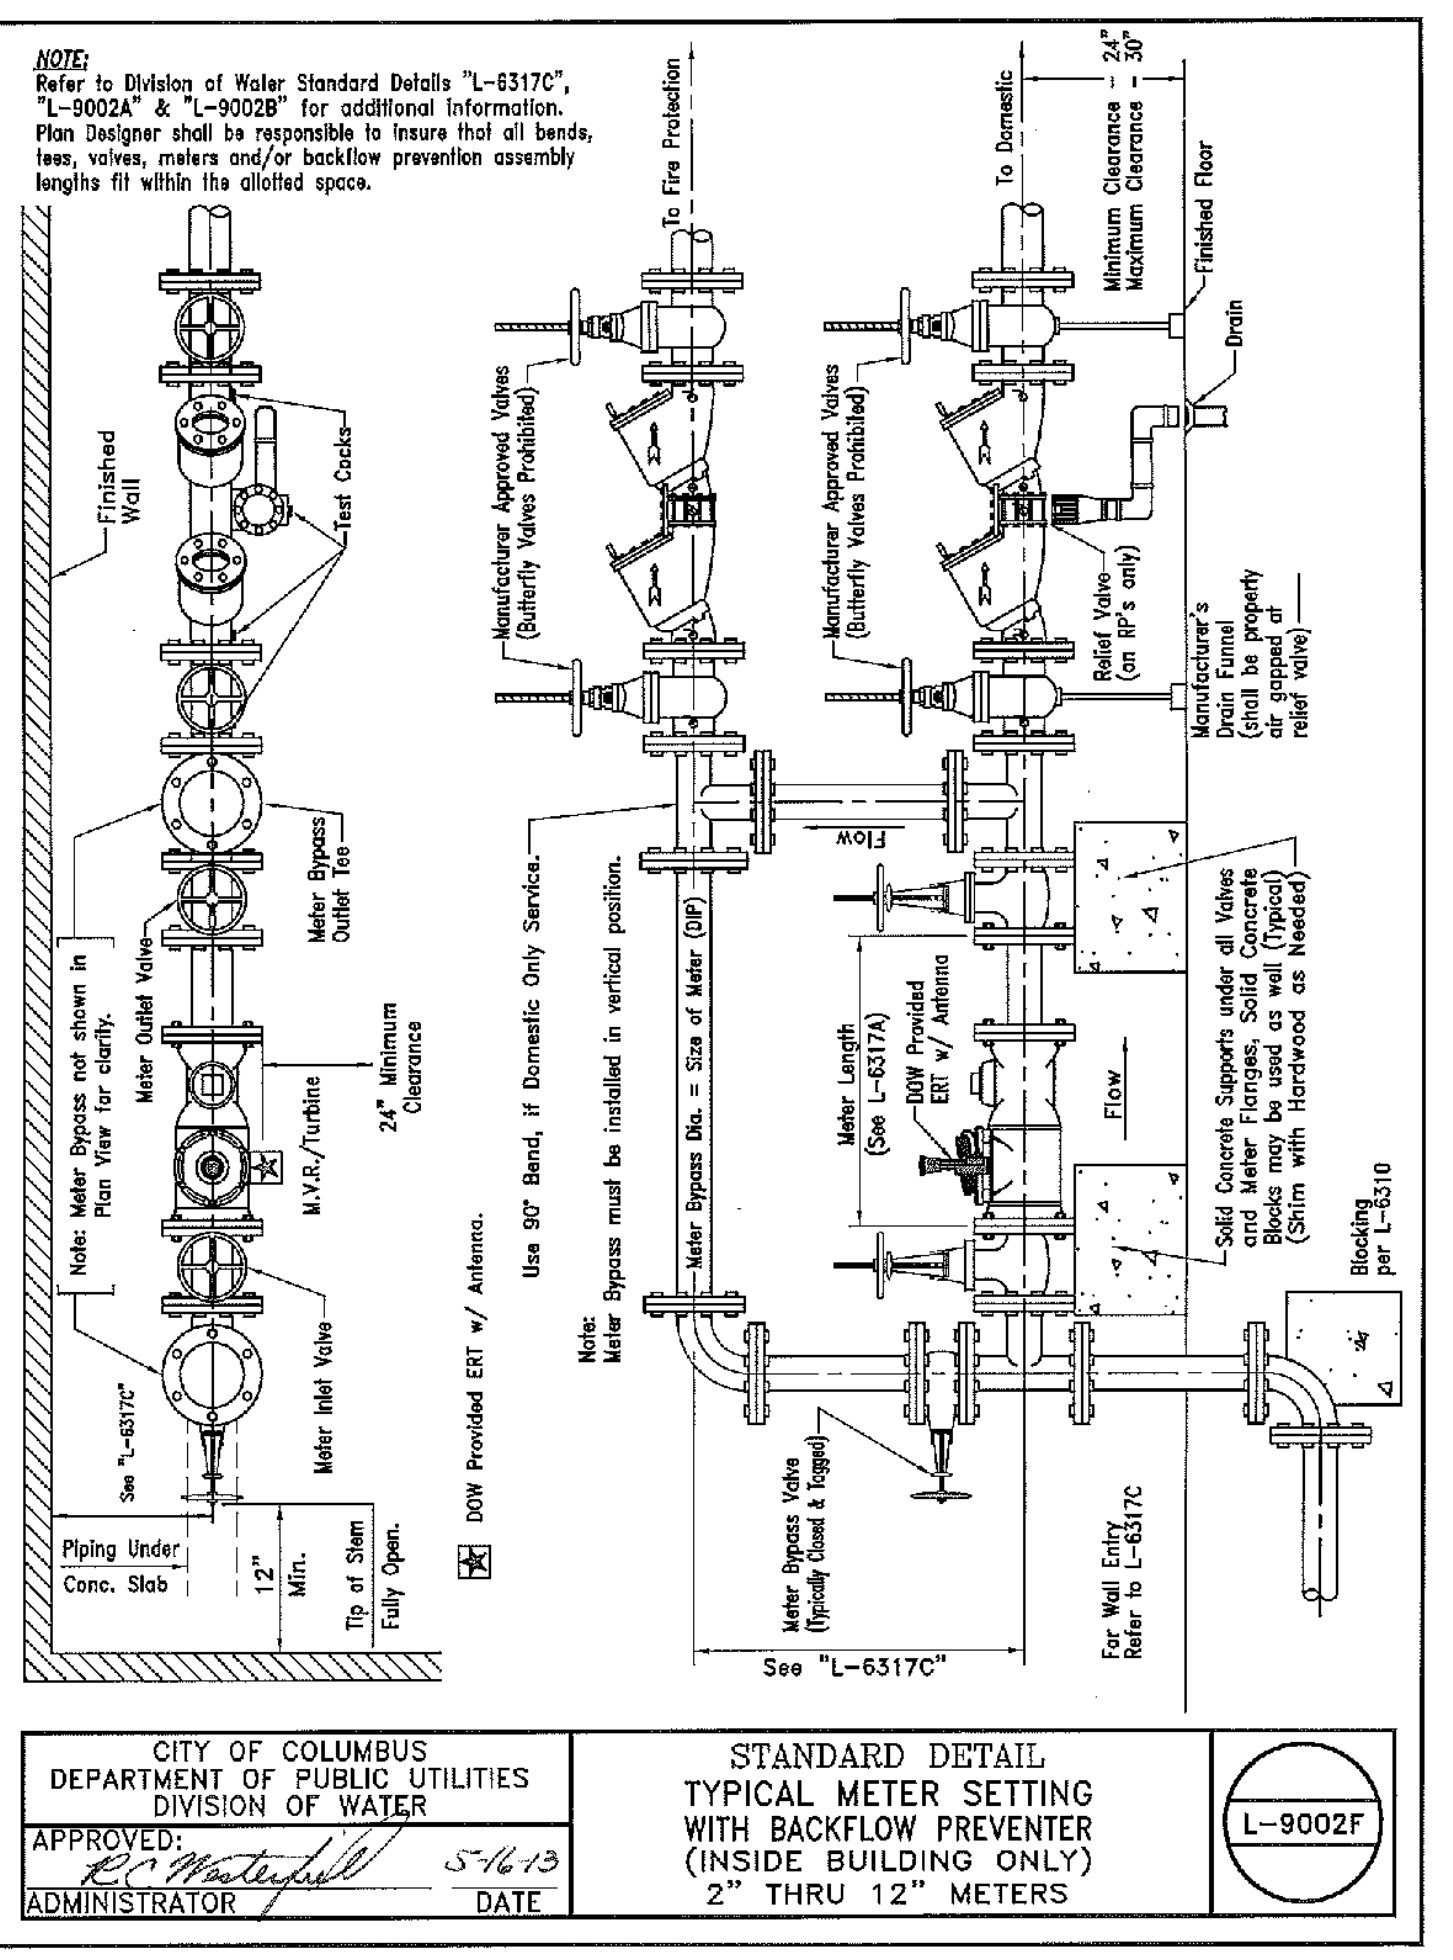 NOTE:
Refer to Division of Water Standard Details "L-6317C",
"L-9002A" & "L-9002B" for additional information.
Plan Designer shall be responsible to insure that all bends,
tees, valves, meters and/or backflow prevention assembly
lengths fit within the allotted space.
Finished
Wall
Test Cocks
Note: Meter Bypass not shown in
Plan View for clarity.
Meter Outlet Valve
Meter Bypass
Outlet Tee
24" Minimum
Clearance
M.V.R./Turbine
Meter Inlet Valve
See "L-6317C"
Piping Under
Conc. Slab
12"
Min.
Tip of Stem
Fully Open.
DOW Provided ERT w/ Antenna.
To Fire Protection
Manufacturer Approved Valves
(Butterfly Valves Prohibited)
Use 90° Bend, if Domestic Only Service.
Note:
Meter Bypass must be installed in vertical position.
Meter Bypass Dia. = Size of Meter (DIP)
Flow
To Domestic
Minimum Clearance - 24"
Maximum Clearance - 30"
Finished Floor
Drain
Manufacturer Approved Valves
(Butterfly Valves Prohibited)
Relief Valve
(on RP's only)
Manufacturer's
Drain Funnel
(shall be property
air gapped at
relief valve)
Meter Length
(See L-6317A)
DOW Provided
ERT w/ Antenna
Flow
Solid Concrete Supports under all Valves
and Meter Flanges, Solid Concrete
Blocks may be used as well (Typical)
(Shim with Hardwood as Needed)
Blocking
per L-6310
Meter Bypass Valve
(Typically Closed & Tagged)
For Wall Entry
Refer to L-6317C
See "L-6317C"
CITY OF COLUMBUS
DEPARTMENT OF PUBLIC UTILITIES
DIVISION OF WATER
APPROVED:
5-16-13
ADMINISTRATOR
DATE
STANDARD DETAIL
TYPICAL METER SETTING
WITH BACKFLOW PREVENTER
(INSIDE BUILDING ONLY)
2" THRU 12" METERS
L-9002F